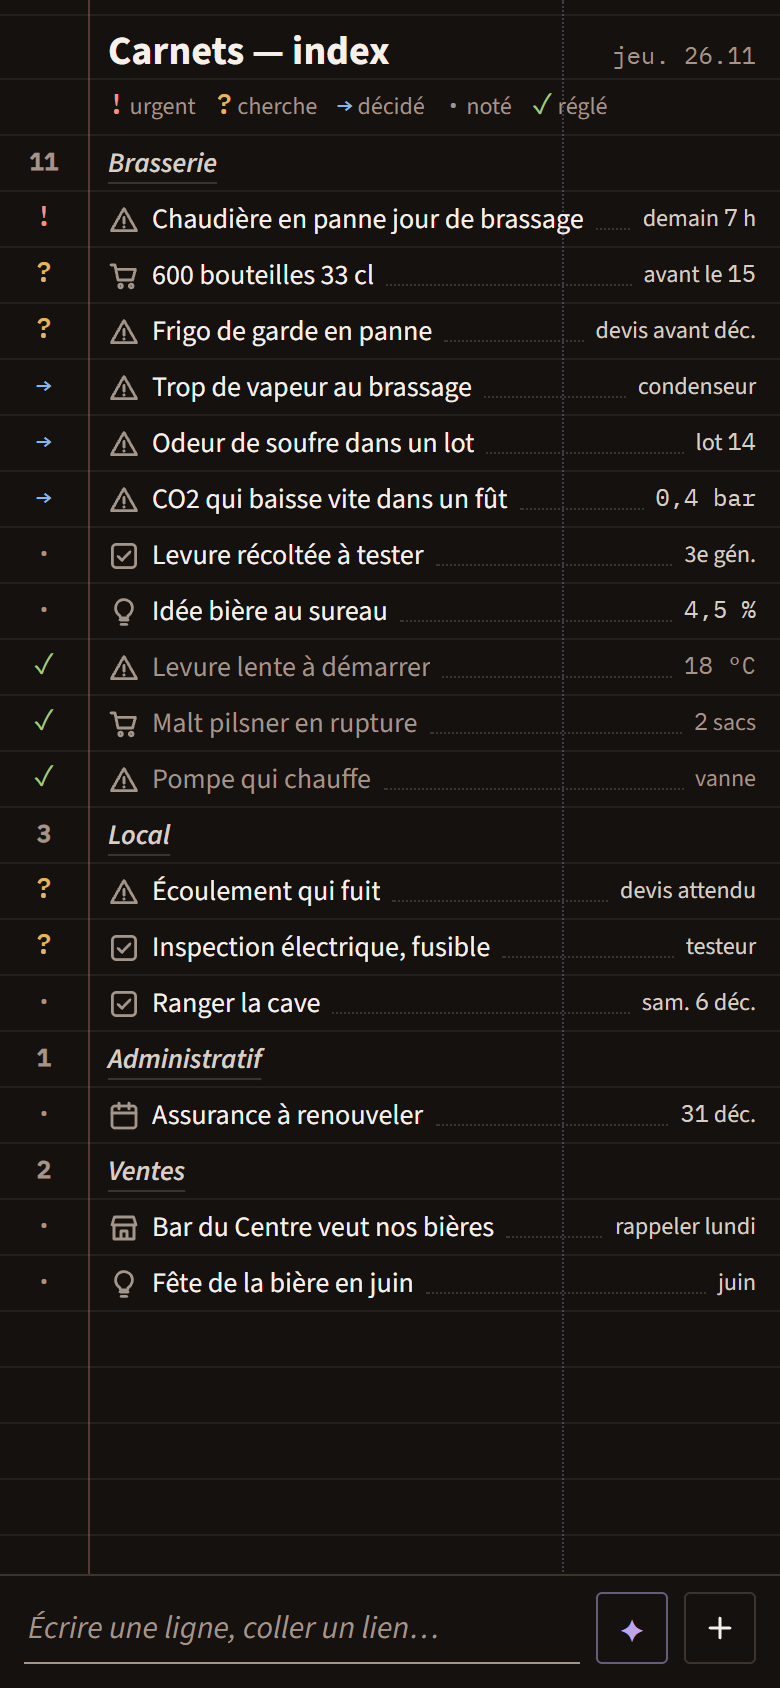 Carnets — index jeu. 26.11
! urgent ? cherche → décidé · noté ✓ réglé
11 Brasserie
! Chaudière en panne jour de brassage demain 7 h
? 600 bouteilles 33 cl avant le 15
? Frigo de garde en panne devis avant déc.
→ Trop de vapeur au brassage condenseur
→ Odeur de soufre dans un lot lot 14
→ CO2 qui baisse vite dans un fût 0,4 bar
· Levure récoltée à tester 3e gén.
· Idée bière au sureau 4,5 %
✓ Levure lente à démarrer 18 °C
✓ Malt pilsner en rupture 2 sacs
✓ Pompe qui chauffe vanne
3 Local
? Écoulement qui fuit devis attendu
? Inspection électrique, fusible testeur
· Ranger la cave sam. 6 déc.
1 Administratif
· Assurance à renouveler 31 déc.
2 Ventes
· Bar du Centre veut nos bières rappeler lundi
· Fête de la bière en juin juin
Écrire une ligne, coller un lien…